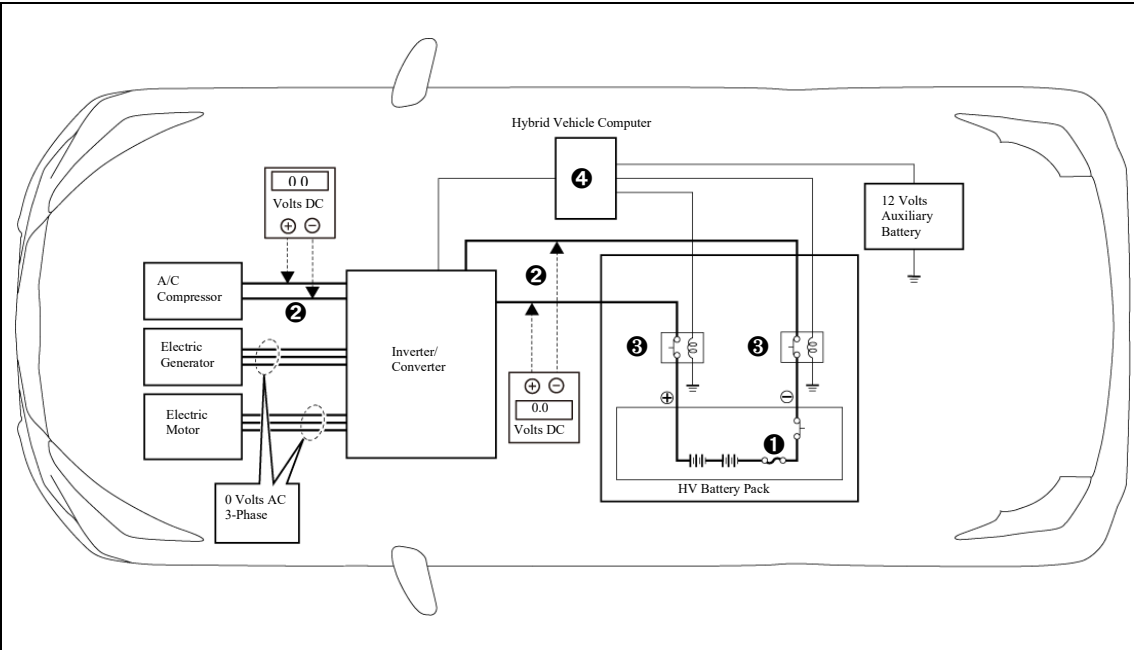 Hybrid Vehicle Computer
❹
0 0
Volts DC
⊕ ⊖
12 Volts
Auxiliary
Battery
A/C
Compressor
❷
❷
Electric
Generator
Inverter/
Converter
❸
❸
⊕ ⊖
0.0
Volts DC
⊕
⊖
Electric
Motor
❶
HV Battery Pack
0 Volts AC
3-Phase